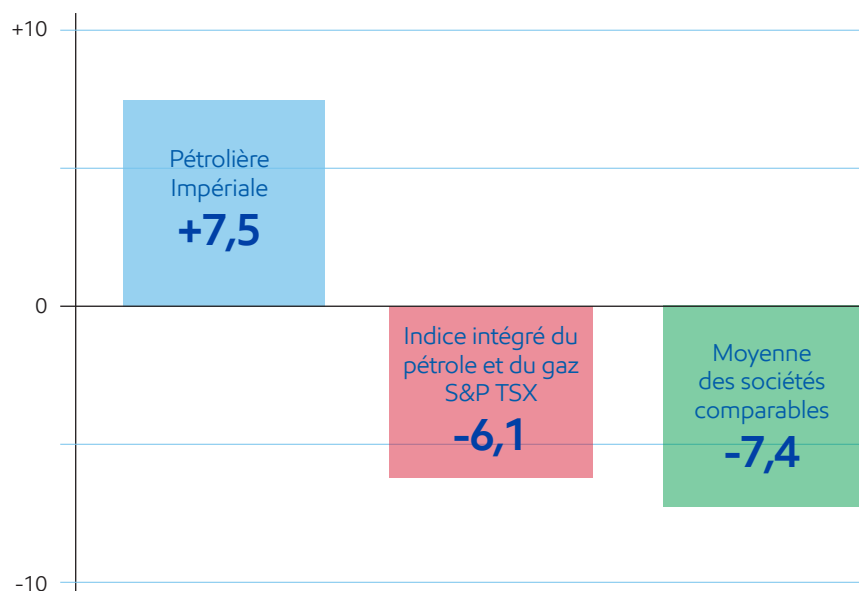 +10
Pétrolière
Impériale
+7,5
0
Indice intégré du
pétrole et du gaz
S&P TSX
-6,1
Moyenne
des sociétés
comparables
-7,4
-10